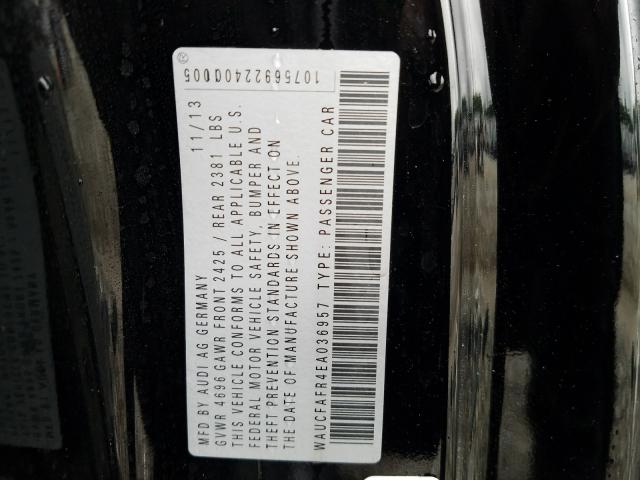 MFD BY AUDI AG GERMANY 11/13
GVWR 4696 GAWR FRONT 2425 / REAR 2381 LBS
THIS VEHICLE CONFORMS TO ALL APPLICABLE U.S.
FEDERAL MOTOR VEHICLE SAFETY, BUMPER AND
THEFT PREVENTION STANDARDS IN EFFECT ON
THE DATE OF MANUFACTURE SHOWN ABOVE.
WAUCFAFR4EA036957 TYPE: PASSENGER CAR